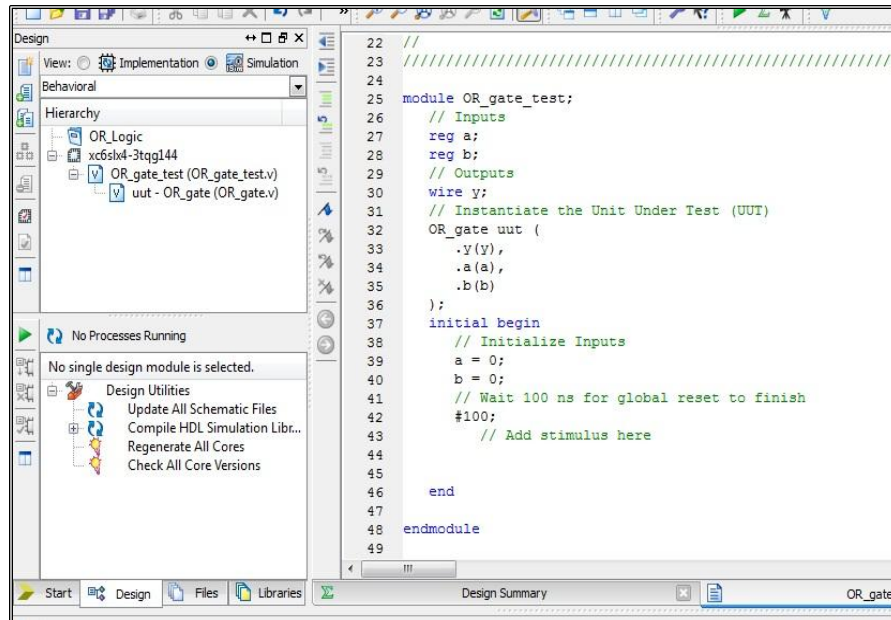 Design
View: Implementation Simulation
Behavioral
Hierarchy
OR_Logic
xc6slx4-3tqg144
OR_gate_test (OR_gate_test.v)
uut - OR_gate (OR_gate.v)
No Processes Running
No single design module is selected.
Design Utilities
Update All Schematic Files
Compile HDL Simulation Libr...
Regenerate All Cores
Check All Core Versions
Start Design Files Libraries
22 //
23 ////////////////////////////////////////////////////////////
24
25 module OR_gate_test;
26 // Inputs
27 reg a;
28 reg b;
29 // Outputs
30 wire y;
31 // Instantiate the Unit Under Test (UUT)
32 OR_gate uut (
33 .y(y),
34 .a(a),
35 .b(b)
36 );
37 initial begin
38 // Initialize Inputs
39 a = 0;
40 b = 0;
41 // Wait 100 ns for global reset to finish
42 #100;
43 // Add stimulus here
44
45
46 end
47
48 endmodule
49
Design Summary
OR_gate